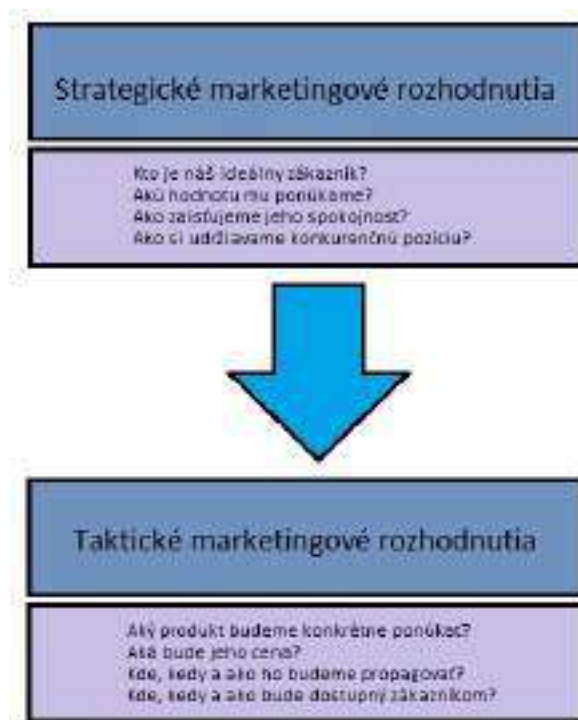 Strategické marketingové rozhodnutia
Kto je náš ideálny zákazník?
Akú hodnotu mu ponúkame?
Ako zaisťujeme jeho spokojnosť?
Ako si udržiavame konkurenčnú pozíciu?
Taktické marketingové rozhodnutia
Aký produkt budeme konkrétne ponúkať?
Aká bude jeho cena?
Kde, kedy a ako ho budeme propagovať?
Kde, kedy a ako bude dostupný zákazníkom?